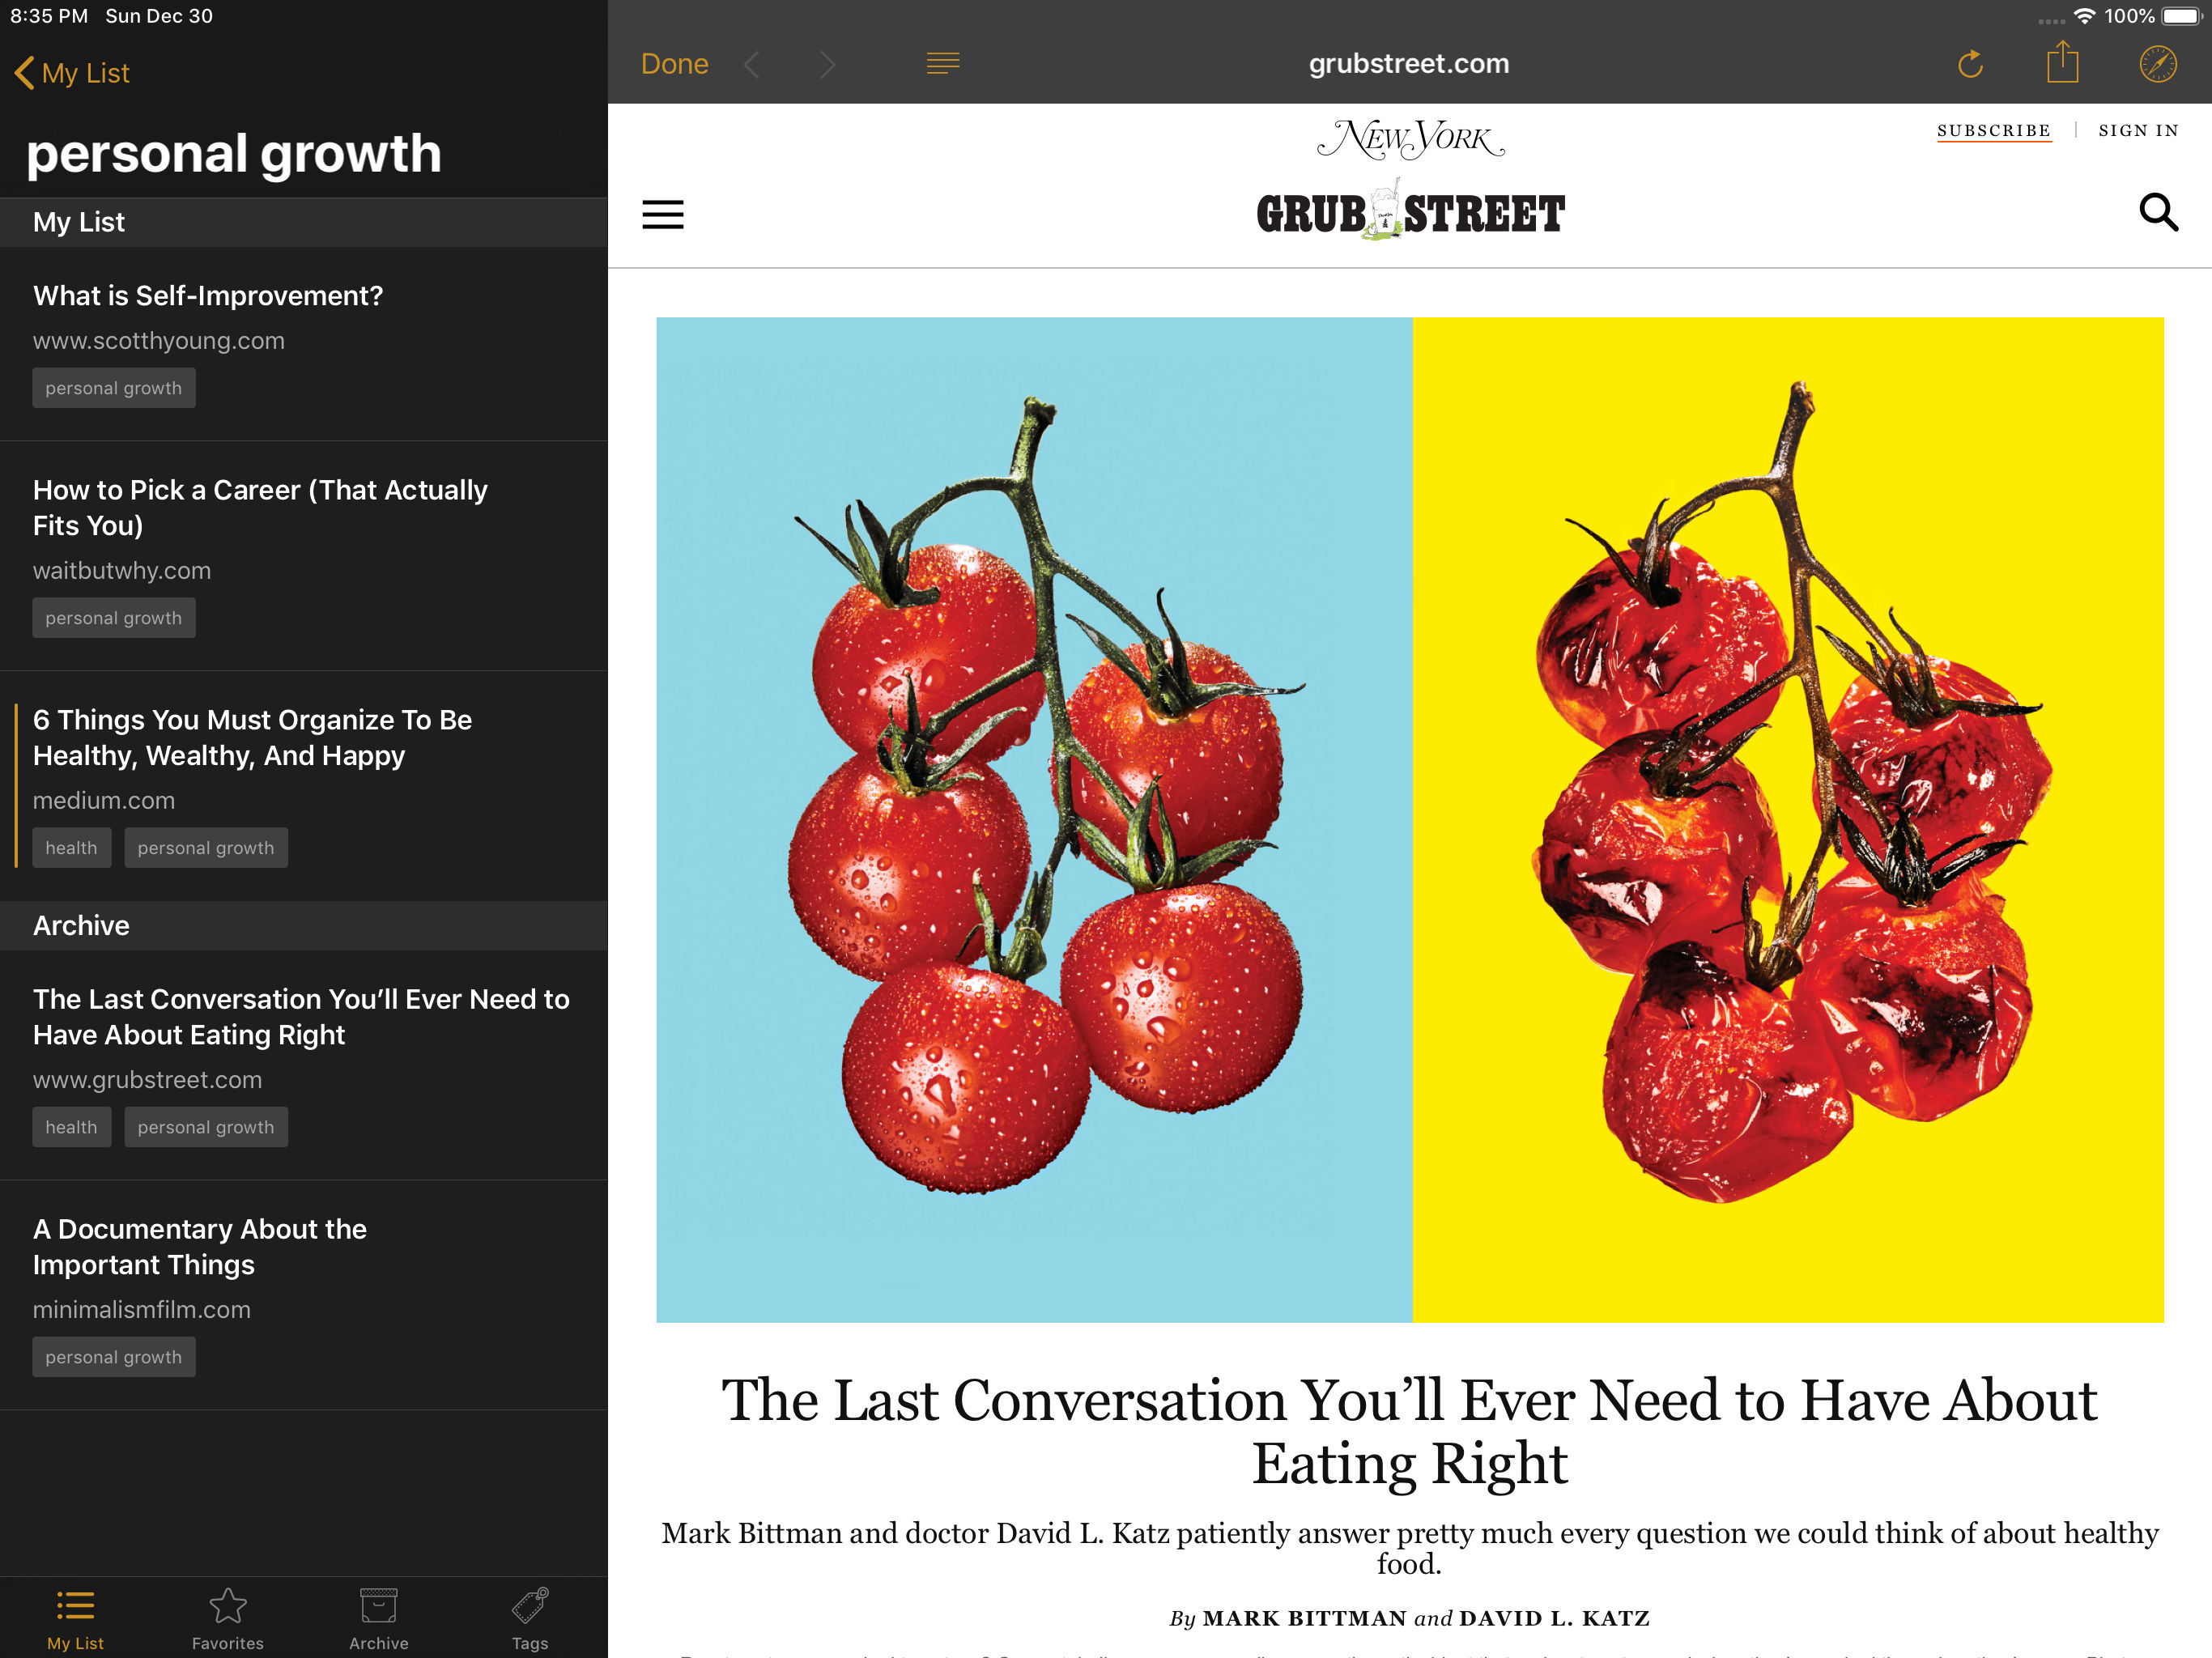 8:35 PM Sun Dec 30
My List
personal growth
My List
What is Self-Improvement?
www.scotthyoung.com
personal growth
How to Pick a Career (That Actually
Fits You)
waitbutwhy.com
personal growth
6 Things You Must Organize To Be
Healthy, Wealthy, And Happy
medium.com
health personal growth
Archive
The Last Conversation You’ll Ever Need to
Have About Eating Right
www.grubstreet.com
health personal growth
A Documentary About the
Important Things
minimalismfilm.com
personal growth
My List Favorites Archive Tags
100%
Done grubstreet.com
NEW YORK
SUBSCRIBE SIGN IN
GRUB STREET
The Last Conversation You’ll Ever Need to Have About
Eating Right
Mark Bittman and doctor David L. Katz patiently answer pretty much every question we could think of about healthy
food.
By MARK BITTMAN and DAVID L. KATZ